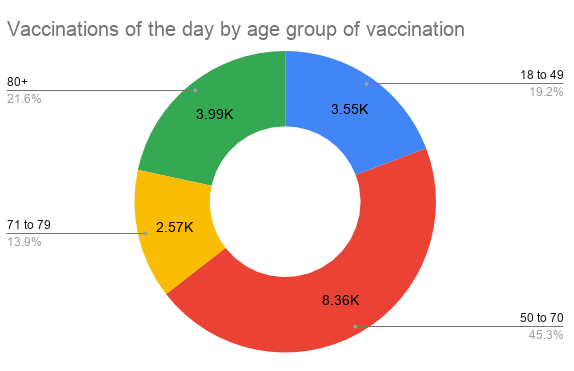 Vaccinations of the day by age group of vaccination
80+
21.6%
18 to 49
19.2%
3.99K
3.55K
71 to 79
13.9%
2.57K
8.36K
50 to 70
45.3%